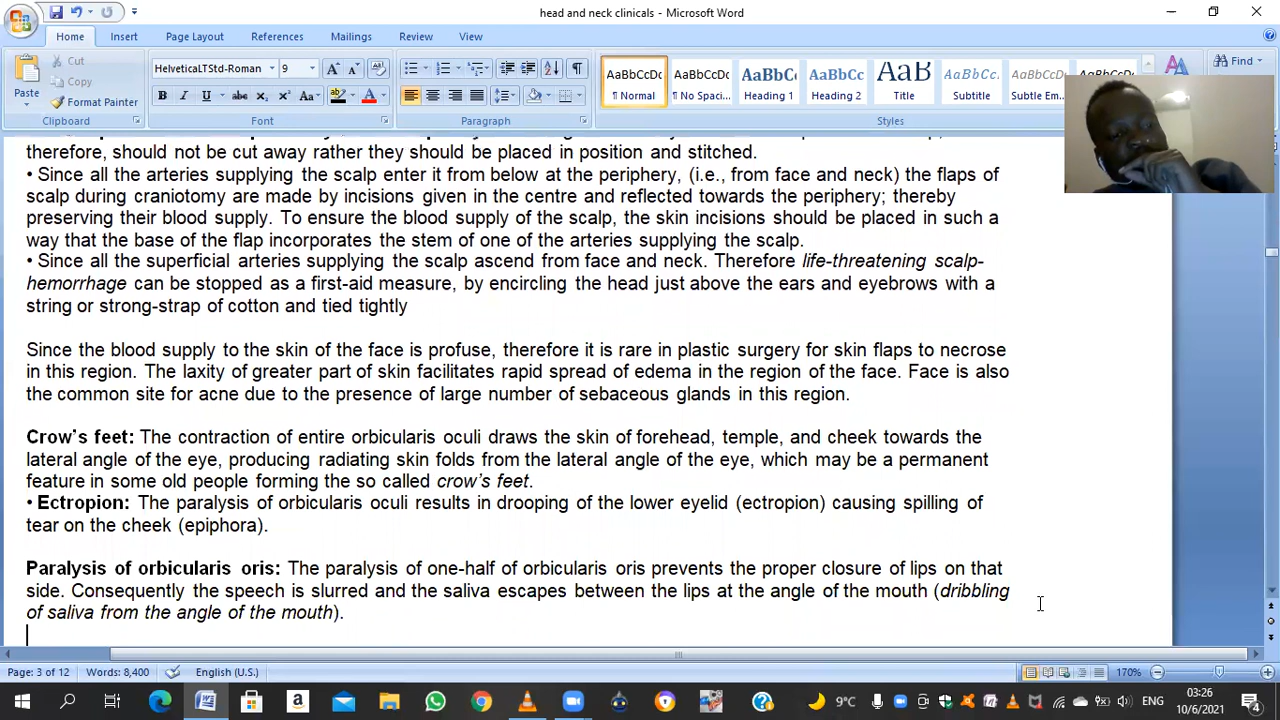 head and neck clinicals - Microsoft Word
Home Insert Page Layout References Mailings Review View
Paste Cut Copy Format Painter
HelveticaLTStd-Roman 9
AaBbCcDc AaBbCcDc AaBbCc AaBbCc AaB AaBbCc AaBbCcDc AaBbCcDc
¶ Normal ¶ No Spaci... Heading 1 Heading 2 Title Subtitle Subtle Em...
Find
Clipboard Font Paragraph Styles
therefore, should not be cut away rather they should be placed in position and stitched.
• Since all the arteries supplying the scalp enter it from below at the periphery, (i.e., from face and neck) the flaps of
scalp during craniotomy are made by incisions given in the centre and reflected towards the periphery; thereby
preserving their blood supply. To ensure the blood supply of the scalp, the skin incisions should be placed in such a
way that the base of the flap incorporates the stem of one of the arteries supplying the scalp.
• Since all the superficial arteries supplying the scalp ascend from face and neck. Therefore life-threatening scalp-
hemorrhage can be stopped as a first-aid measure, by encircling the head just above the ears and eyebrows with a
string or strong-strap of cotton and tied tightly
Since the blood supply to the skin of the face is profuse, therefore it is rare in plastic surgery for skin flaps to necrose
in this region. The laxity of greater part of skin facilitates rapid spread of edema in the region of the face. Face is also
the common site for acne due to the presence of large number of sebaceous glands in this region.
Crow's feet: The contraction of entire orbicularis oculi draws the skin of forehead, temple, and cheek towards the
lateral angle of the eye, producing radiating skin folds from the lateral angle of the eye, which may be a permanent
feature in some old people forming the so called crow's feet.
• Ectropion: The paralysis of orbicularis oculi results in drooping of the lower eyelid (ectropion) causing spilling of
tear on the cheek (epiphora).
Paralysis of orbicularis oris: The paralysis of one-half of orbicularis oris prevents the proper closure of lips on that
side. Consequently the speech is slurred and the saliva escapes between the lips at the angle of the mouth (dribbling
of saliva from the angle of the mouth).
Page: 3 of 12 Words: 8,400 English (U.S.) 170%
9°C ENG 03:26
10/6/2021